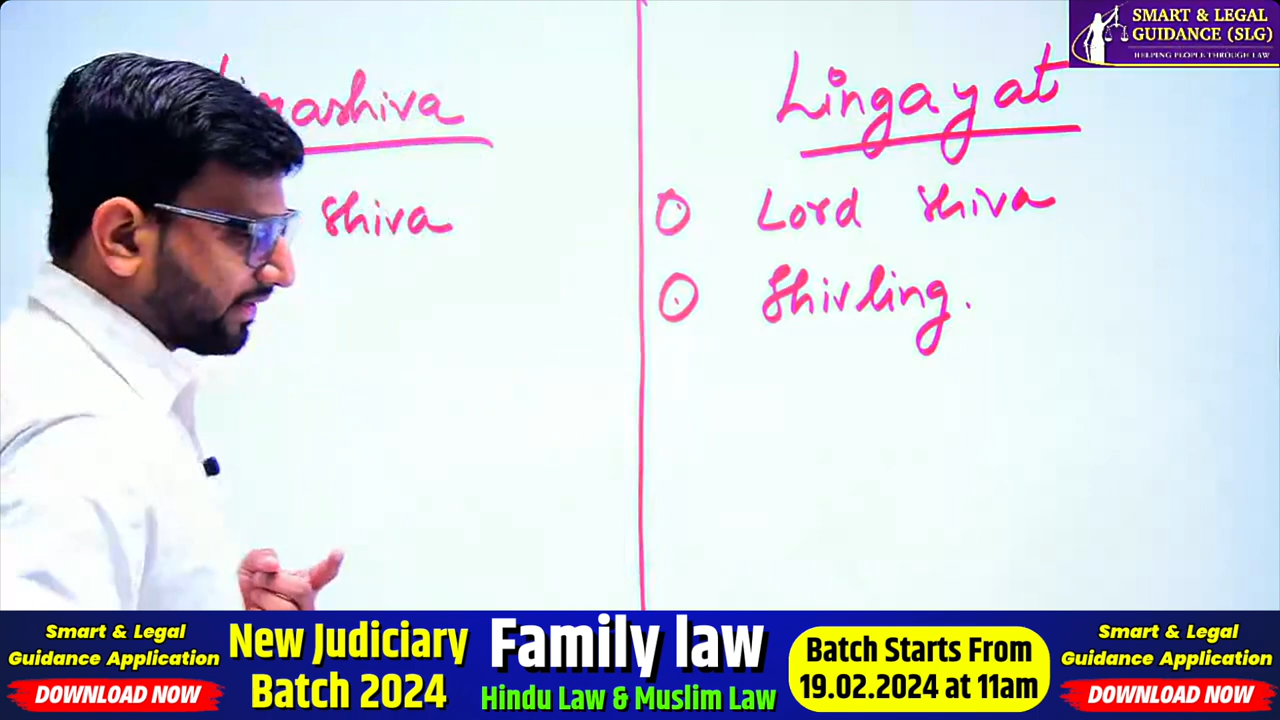 SMART & LEGAL
GUIDANCE (SLG)
HELPING PEOPLE THROUGH LAW
Lingayat
shiva
Lord shiva
Shivling.
Smart & Legal
Guidance Application
DOWNLOAD NOW
New Judiciary
Batch 2024
Family law
Hindu Law & Muslim Law
Batch Starts From
19.02.2024 at 11am
Smart & Legal
Guidance Application
DOWNLOAD NOW